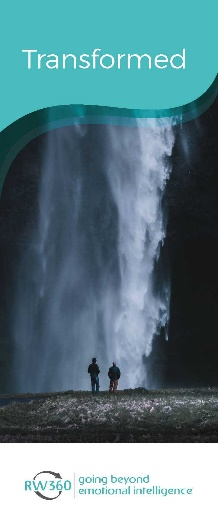 Transformed
RW360
going beyond
emotional intelligence